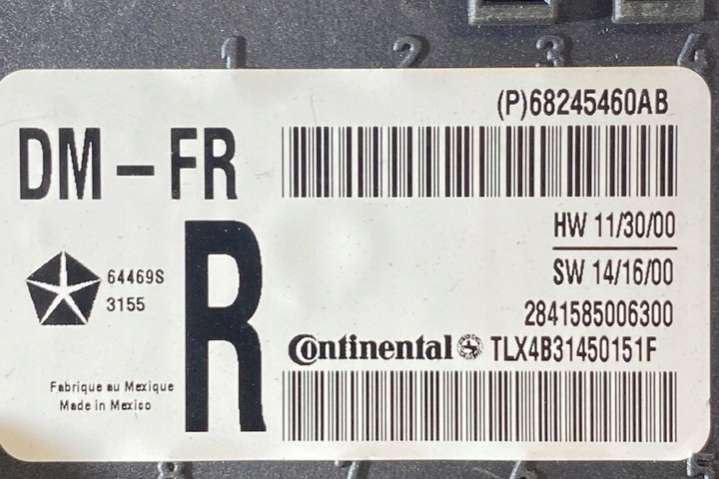 1 2 3 4
(P)68245460AB
DM-FR
HW 11/30/00
R
SW 14/16/00
64469S
3155
2841585006300
Continental TLX4B31450151F
Fabrique au Mexique
Made in Mexico